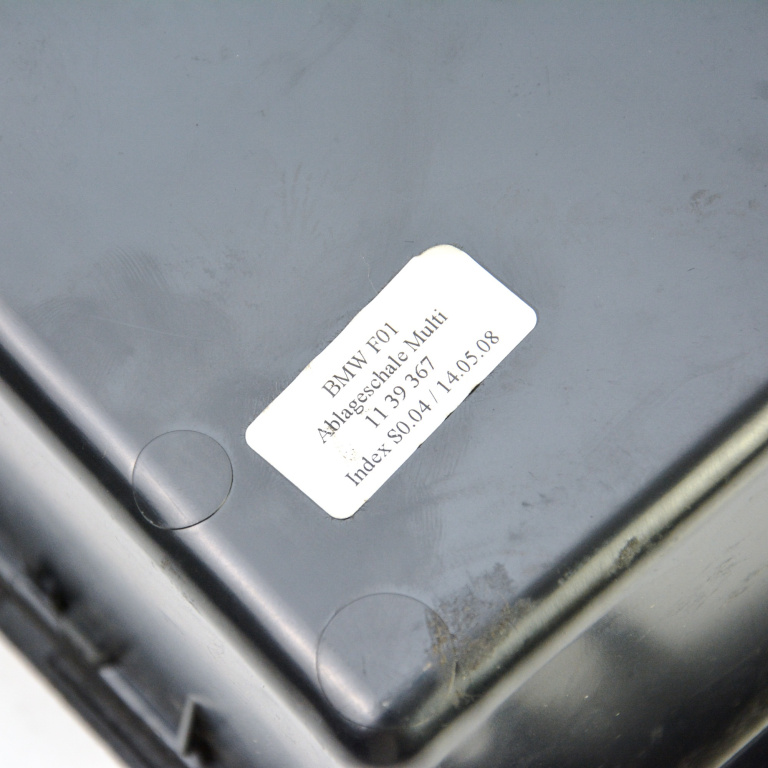 BMW F01
Ablageschale Multi
11 39 367
Index S0.04 / 14.05.08